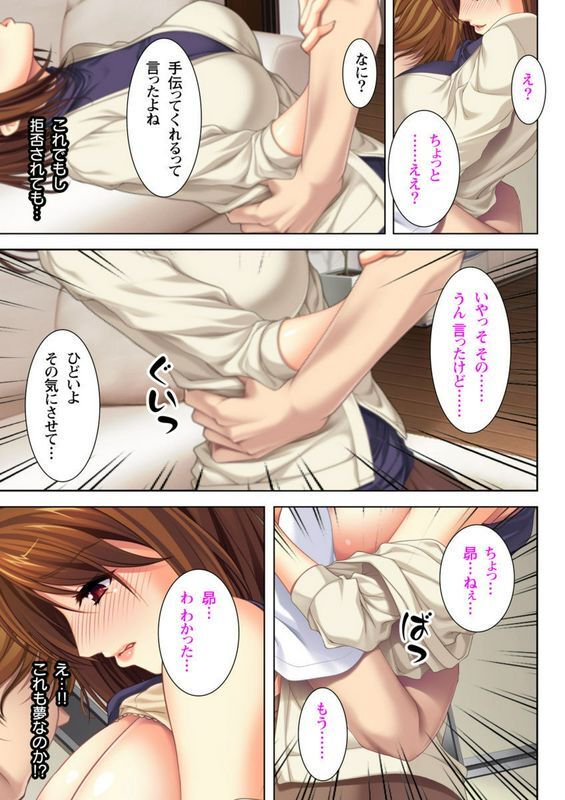 え?
ちょっと
……ええ?
なに?
手伝ってくれるって
言ったよね
これでもし
拒否されても…
いやっそ その……
うん 言ったけど……
ぐいっ
ひどいよ
その気にさせて…
ちょっ…
昴…ねぇ…
ばっ
もう……
昴…
わ わかった…
え…!!
これも夢なのか!?